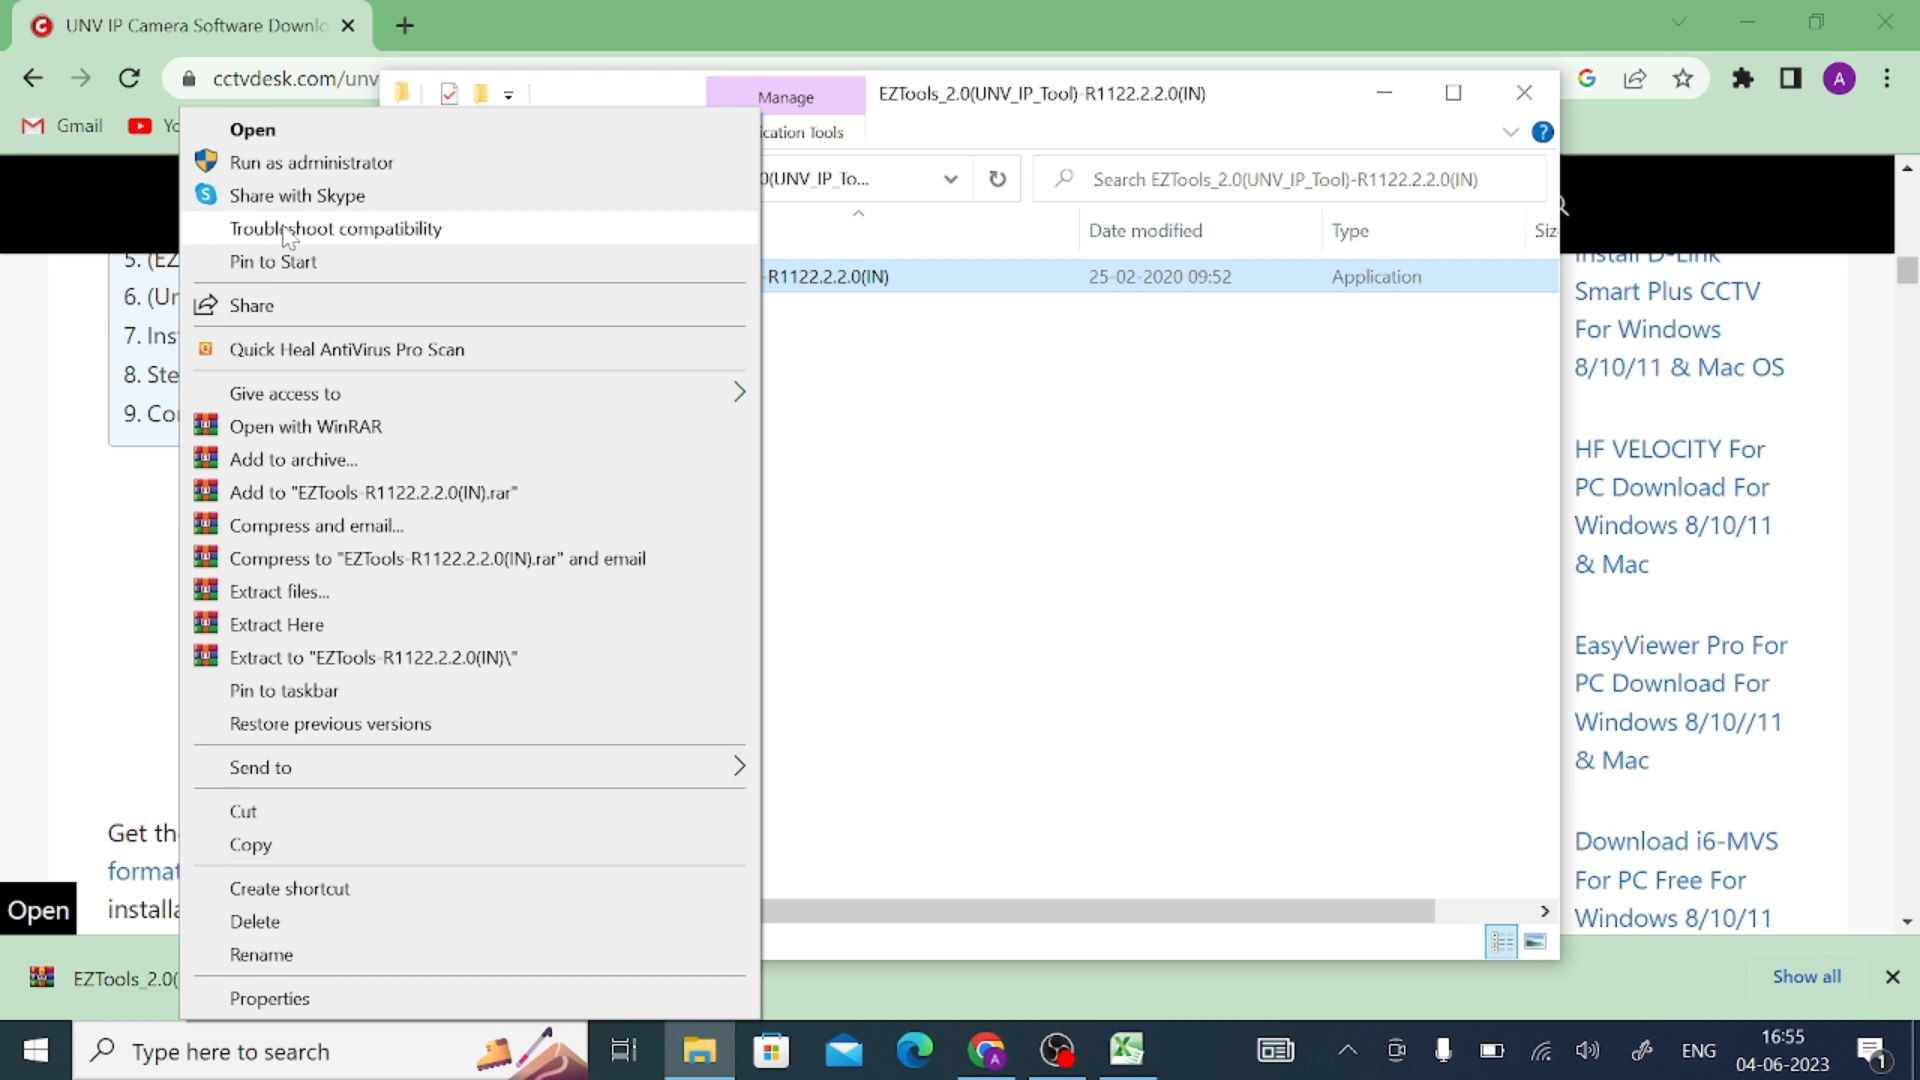 UNV IP Camera Software Downlo
cctvdesk.com/unv
Gmail
Manage
EZTools_2.0(UNV_IP_Tool)-R1122.2.2.0(IN)
ication Tools
0(UNV_IP_To...
Search EZTools_2.0(UNV_IP_Tool)-R1122.2.2.0(IN)
Date modified
Type
Siz
-R1122.2.2.0(IN)
25-02-2020 09:52
Application
Open
Run as administrator
Share with Skype
Troubleshoot compatibility
Pin to Start
Share
Quick Heal AntiVirus Pro Scan
Give access to
Open with WinRAR
Add to archive...
Add to "EZTools-R1122.2.2.0(IN).rar"
Compress and email...
Compress to "EZTools-R1122.2.2.0(IN).rar" and email
Extract files...
Extract Here
Extract to "EZTools-R1122.2.2.0(IN)\"
Pin to taskbar
Restore previous versions
Send to
Cut
Copy
Create shortcut
Delete
Rename
Properties
5. (EZ
6. (Un
7. Ins
8. Ste
9. Co
Get th
format
installa
Open
Install D-Link
Smart Plus CCTV
For Windows
8/10/11 & Mac OS
HF VELOCITY For
PC Download For
Windows 8/10/11
& Mac
EasyViewer Pro For
PC Download For
Windows 8/10//11
& Mac
Download i6-MVS
For PC Free For
Windows 8/10/11
EZTools_2.0(
Show all
Type here to search
ENG
16:55
04-06-2023
1